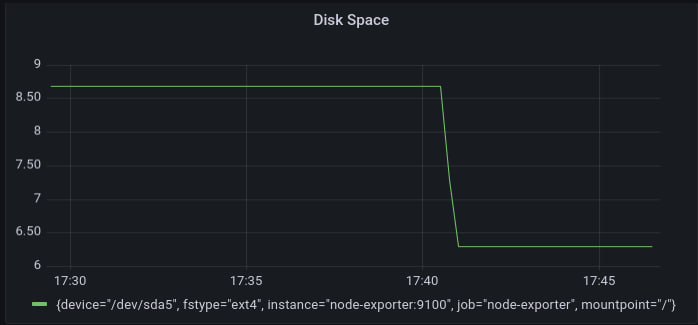 Disk Space
9
8.50
8
7.50
7
6.50
6
17:30 17:35 17:40 17:45
{device="/dev/sda5", fstype="ext4", instance="node-exporter:9100", job="node-exporter", mountpoint="/"}